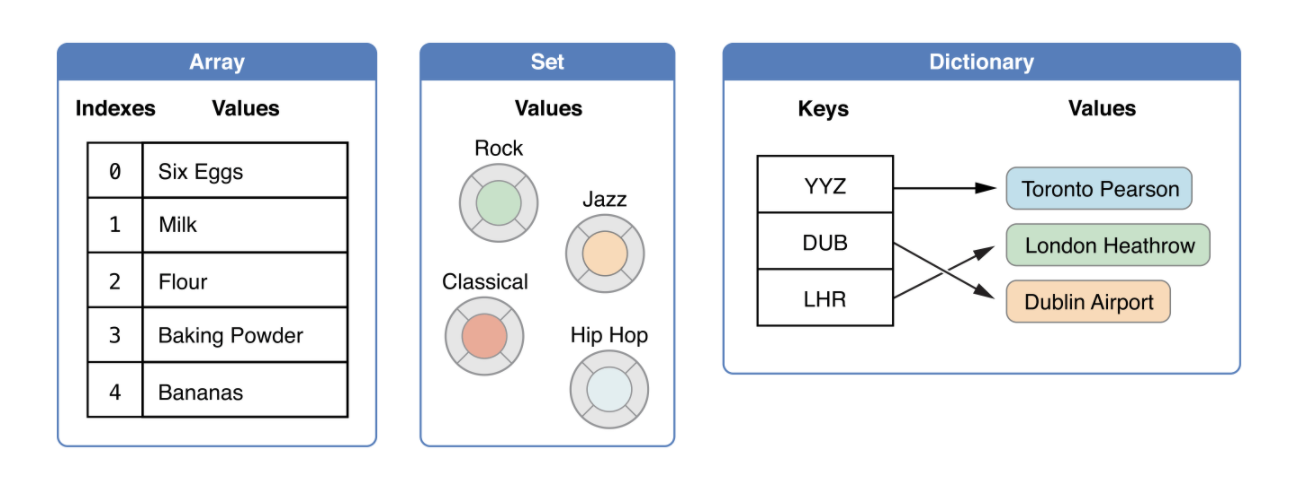 Array
Indexes Values
0 Six Eggs
1 Milk
2 Flour
3 Baking Powder
4 Bananas
Set
Values
Rock
Jazz
Classical
Hip Hop
Dictionary
Keys Values
YYZ Toronto Pearson
DUB London Heathrow
LHR Dublin Airport